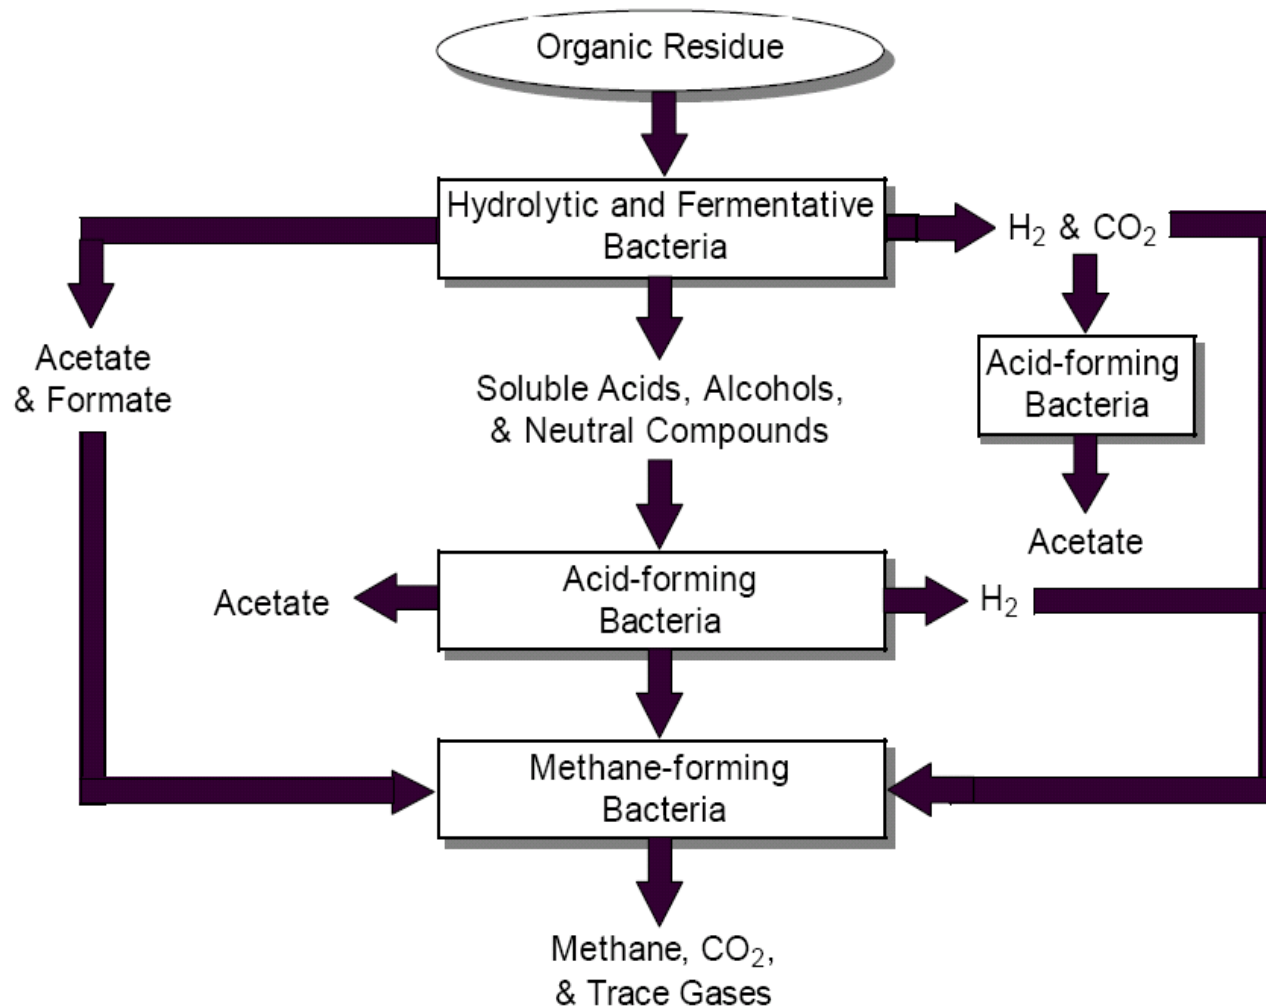 Organic Residue
Hydrolytic and Fermentative
Bacteria
H₂ & CO₂
Acetate
& Formate
Soluble Acids, Alcohols,
& Neutral Compounds
Acid-forming
Bacteria
Acetate
Acetate
Acid-forming
Bacteria
H₂
Methane-forming
Bacteria
Methane, CO₂,
& Trace Gases